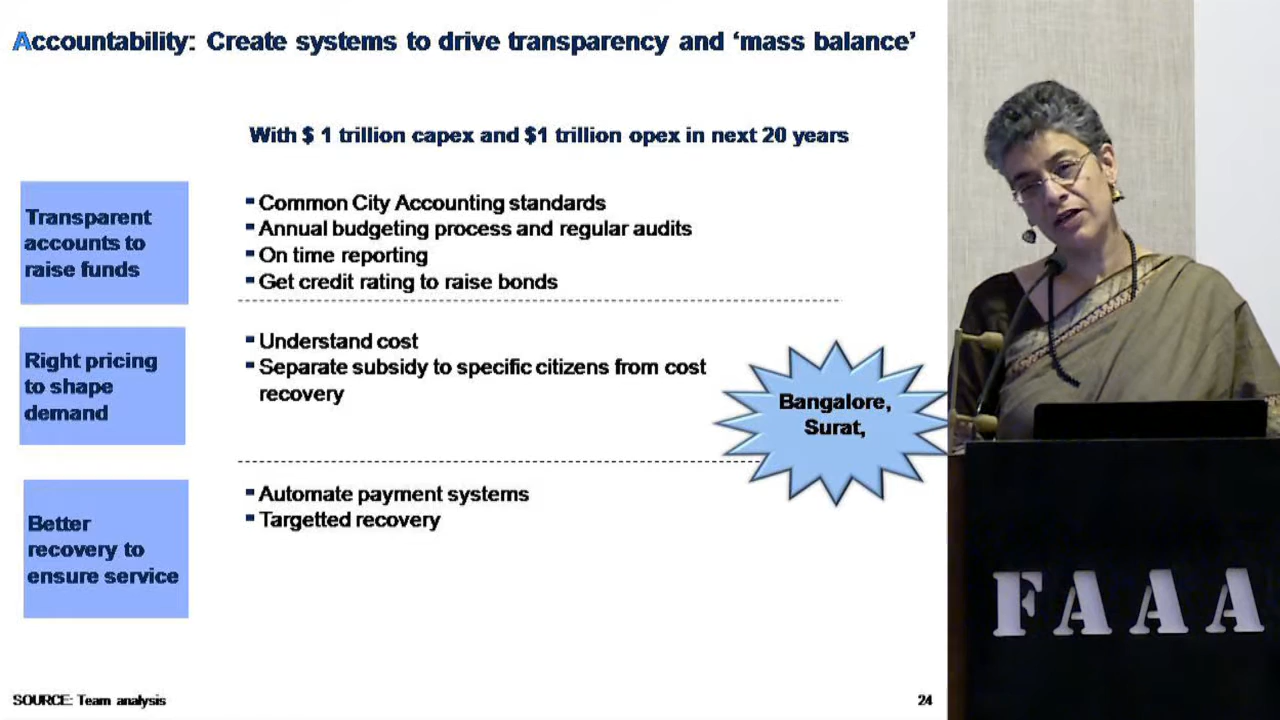 Accountability: Create systems to drive transparency and ‘mass balance’
With $ 1 trillion capex and $1 trillion opex in next 20 years
Transparent
accounts to
raise funds
Common City Accounting standards
Annual budgeting process and regular audits
On time reporting
Get credit rating to raise bonds
Right pricing
to shape
demand
Understand cost
Separate subsidy to specific citizens from cost
recovery
Bangalore,
Surat,
Better
recovery to
ensure service
Automate payment systems
Targetted recovery
SOURCE: Team analysis
24
FAAA